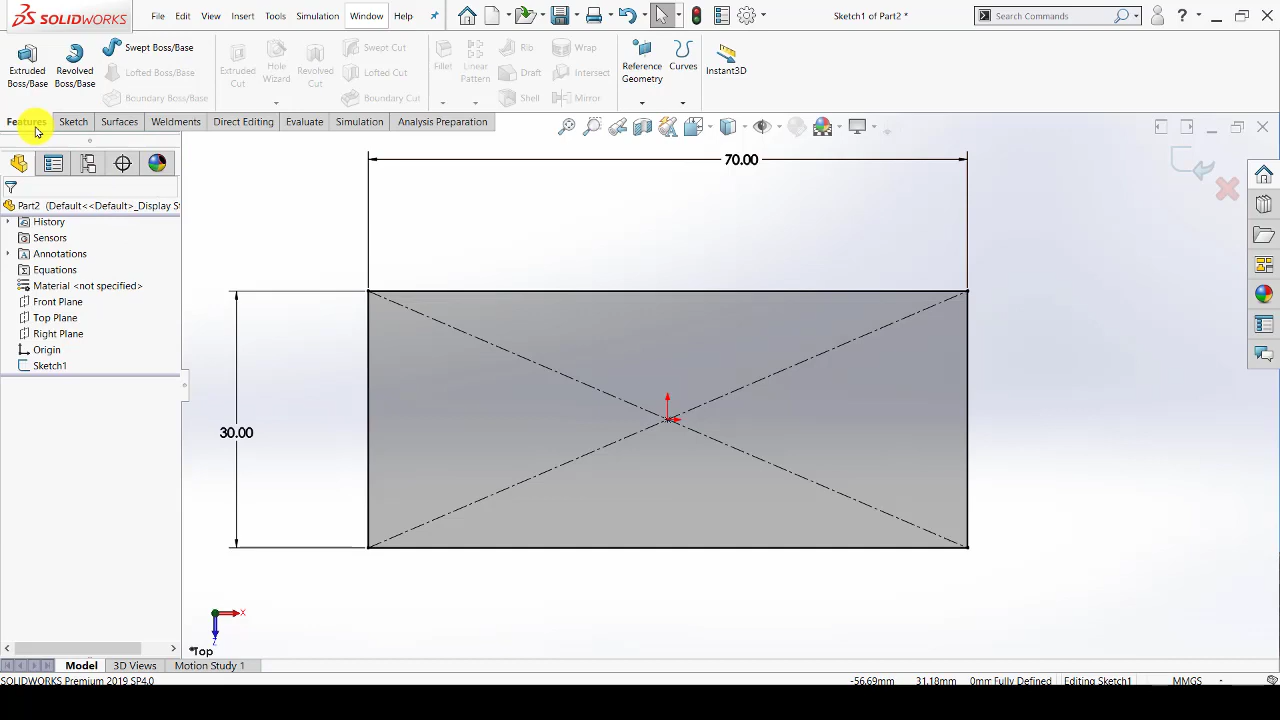 SOLIDWORKS File Edit View Insert Tools Simulation Window Help Sketch1 of Part2 * Search Commands ?
Extruded Boss/Base
Revolved Boss/Base
Swept Boss/Base
Lofted Boss/Base
Boundary Boss/Base
Extruded Cut
Hole Wizard
Revolved Cut
Swept Cut
Lofted Cut
Boundary Cut
Fillet
Linear Pattern
Rib
Draft
Shell
Wrap
Intersect
Mirror
Reference Geometry
Curves
Instant3D
Features Sketch Surfaces Weldments Direct Editing Evaluate Simulation Analysis Preparation
Part2 (Default<<Default>_Display S
History
Sensors
Annotations
Equations
Material <not specified>
Front Plane
Top Plane
Right Plane
Origin
Sketch1
70.00
30.00
X
Z
*Top
Model 3D Views Motion Study 1
SOLIDWORKS Premium 2019 SP4.0 -56.69mm 31.18mm 0mm Fully Defined Editing Sketch1 MMGS -